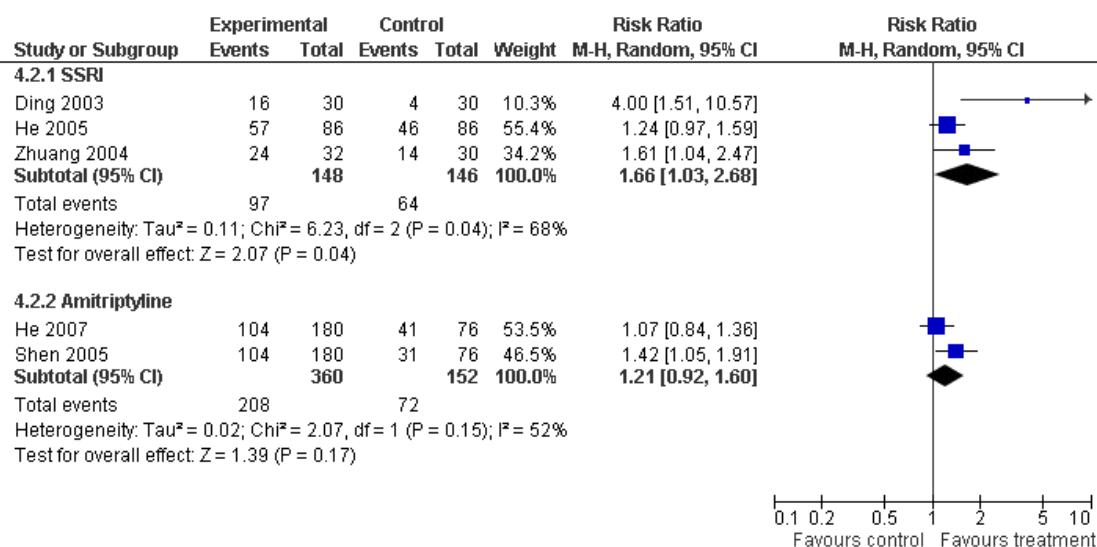 Experimental Control Risk Ratio Risk Ratio
Study or Subgroup Events Total Events Total Weight M-H, Random, 95% CI M-H, Random, 95% CI
4.2.1 SSRI
Ding 2003 16 30 4 30 10.3% 4.00 [1.51, 10.57]
He 2005 57 86 46 86 55.4% 1.24 [0.97, 1.59]
Zhuang 2004 24 32 14 30 34.2% 1.61 [1.04, 2.47]
Subtotal (95% CI) 148 146 100.0% 1.66 [1.03, 2.68]
Total events 97 64
Heterogeneity: Tau² = 0.11; Chi² = 6.23, df = 2 (P = 0.04); I² = 68%
Test for overall effect: Z = 2.07 (P = 0.04)
4.2.2 Amitriptyline
He 2007 104 180 41 76 53.5% 1.07 [0.84, 1.36]
Shen 2005 104 180 31 76 46.5% 1.42 [1.05, 1.91]
Subtotal (95% CI) 360 152 100.0% 1.21 [0.92, 1.60]
Total events 208 72
Heterogeneity: Tau² = 0.02; Chi² = 2.07, df = 1 (P = 0.15); I² = 52%
Test for overall effect: Z = 1.39 (P = 0.17)
0.1 0.2 0.5 1 2 5 10
Favours control Favours treatment